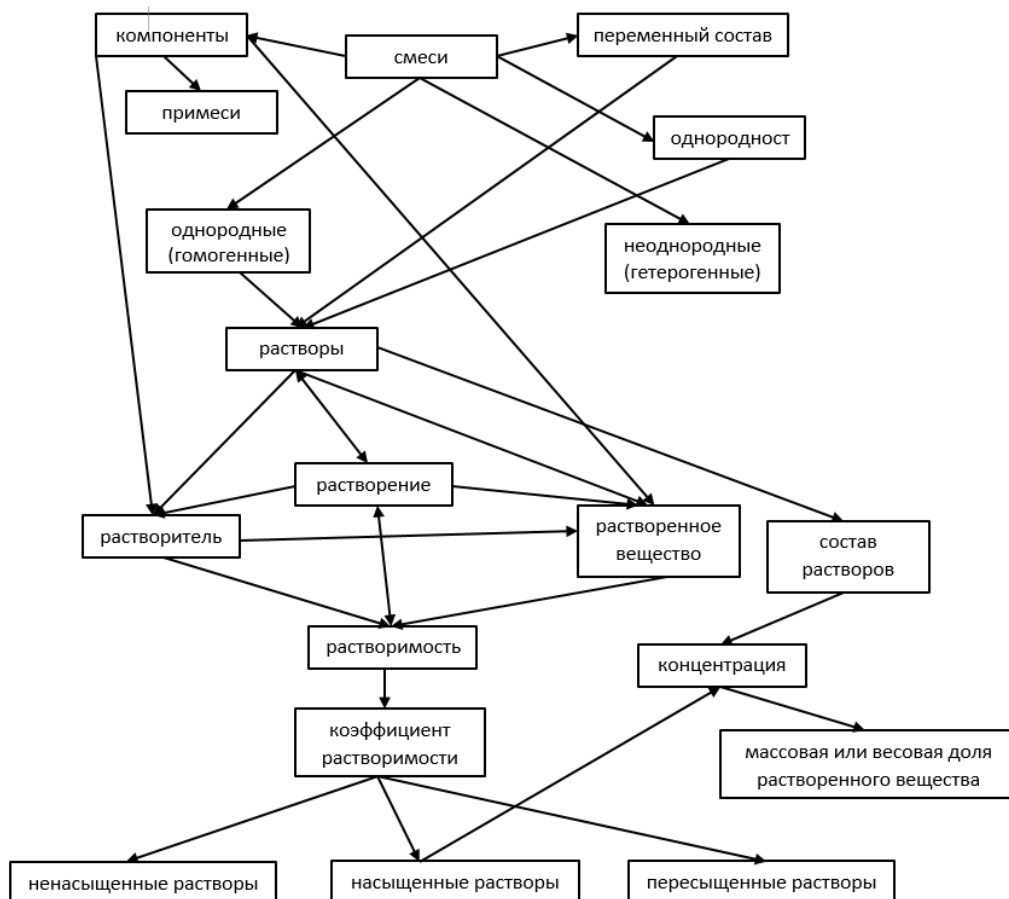 компоненты
смеси
переменный состав
примеси
однородност
однородные
(гомогенные)
неоднородные
(гетерогенные)
растворы
растворение
растворитель
растворенное
вещество
состав
растворов
растворимость
концентрация
коэффициент
растворимости
массовая или весовая доля
растворенного вещества
ненасыщенные растворы
насыщенные растворы
пересыщенные растворы